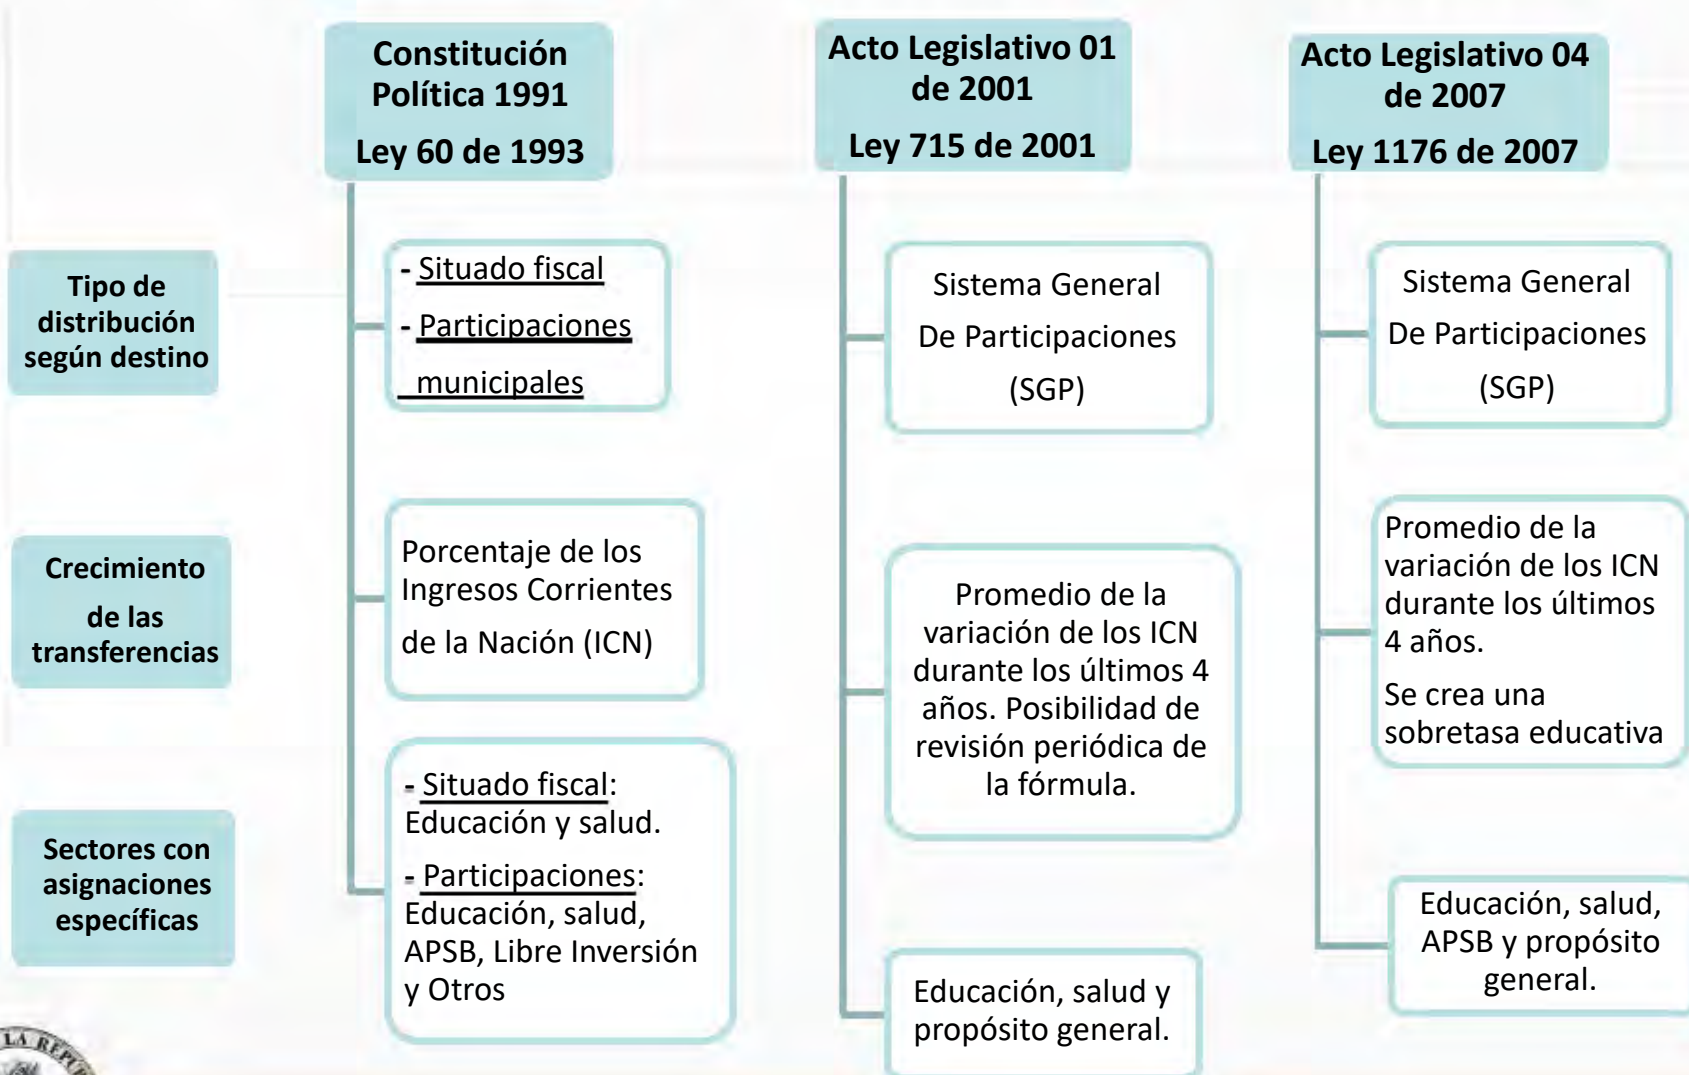 Constitución
Política 1991
Ley 60 de 1993
Acto Legislativo 01
de 2001
Ley 715 de 2001
Acto Legislativo 04
de 2007
Ley 1176 de 2007
Tipo de
distribución
según destino
- Situado fiscal
- Participaciones
municipales
Sistema General
De Participaciones
(SGP)
Sistema General
De Participaciones
(SGP)
Crecimiento
de las
transferencias
Porcentaje de los
Ingresos Corrientes
de la Nación (ICN)
Promedio de la
variación de los ICN
durante los últimos 4
años. Posibilidad de
revisión periódica de
la fórmula.
Promedio de la
variación de los ICN
durante los últimos
4 años.
Se crea una
sobretasa educativa
Sectores con
asignaciones
específicas
- Situado fiscal:
Educación y salud.
- Participaciones:
Educación, salud,
APSB, Libre Inversión
y Otros
Educación, salud y
propósito general.
Educación, salud,
APSB y propósito
general.
LA